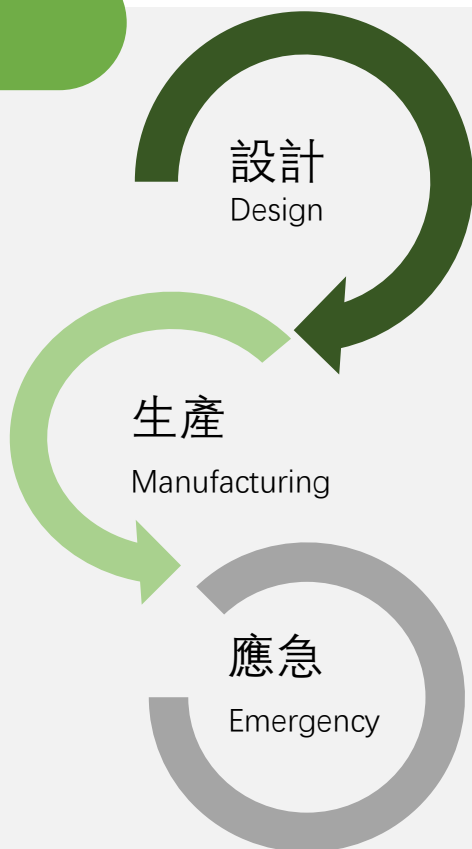 設計
Design
生產
Manufacturing
應急
Emergency